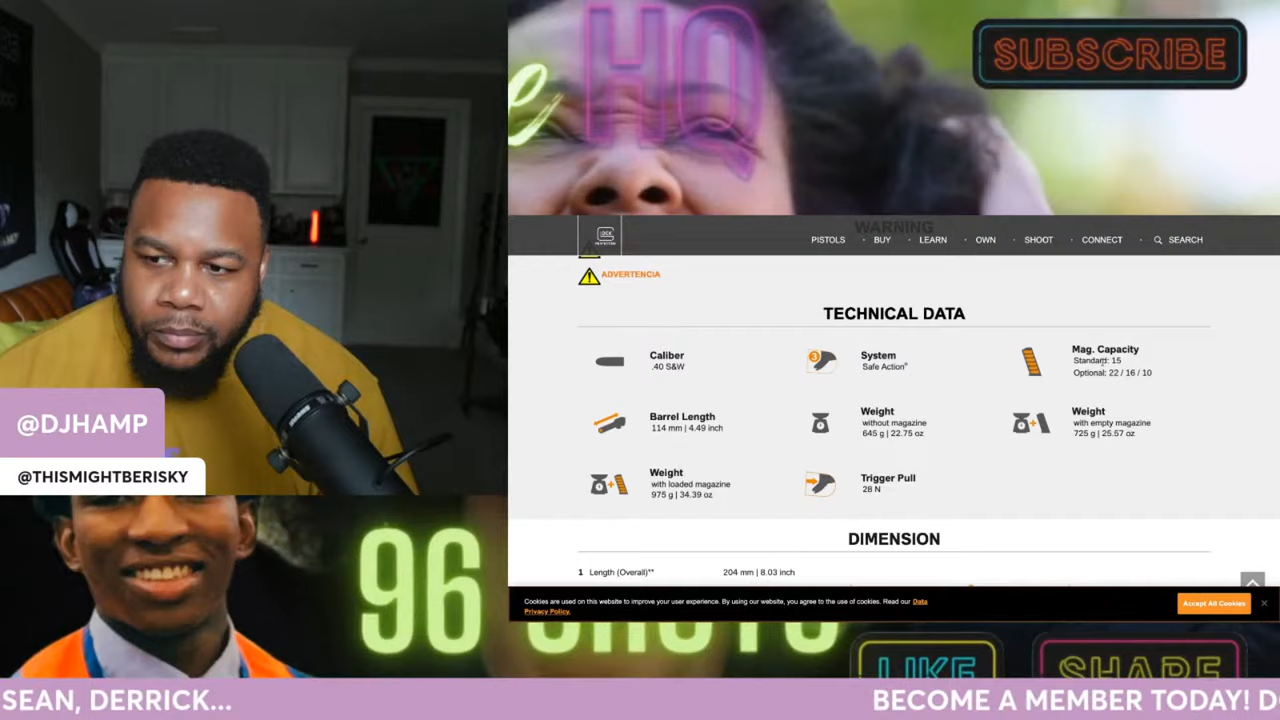 @DJHAMP
@THISMIGHTBERISKY
HQ
SUBSCRIBE
WARNING
PISTOLS
BUY
LEARN
OWN
SHOOT
CONNECT
SEARCH
ADVERTENCIA
TECHNICAL DATA
Caliber
.40 S&W
System
Safe Action®
Mag. Capacity
Standard: 15
Optional: 22 / 16 / 10
Barrel Length
114 mm | 4.49 inch
Weight
without magazine
645 g | 22.75 oz
Weight
with empty magazine
725 g | 25.57 oz
Weight
with loaded magazine
975 g | 34.39 oz
Trigger Pull
28 N
DIMENSION
1 Length (Overall)** 204 mm | 8.03 inch
Cookies are used on this website to improve your user experience. By using our website, you agree to the use of cookies. Read our Data
Privacy Policy.
Accept All Cookies
96 SHOTS
LIKE
SHARE
SEAN, DERRICK... BECOME A MEMBER TODAY! D